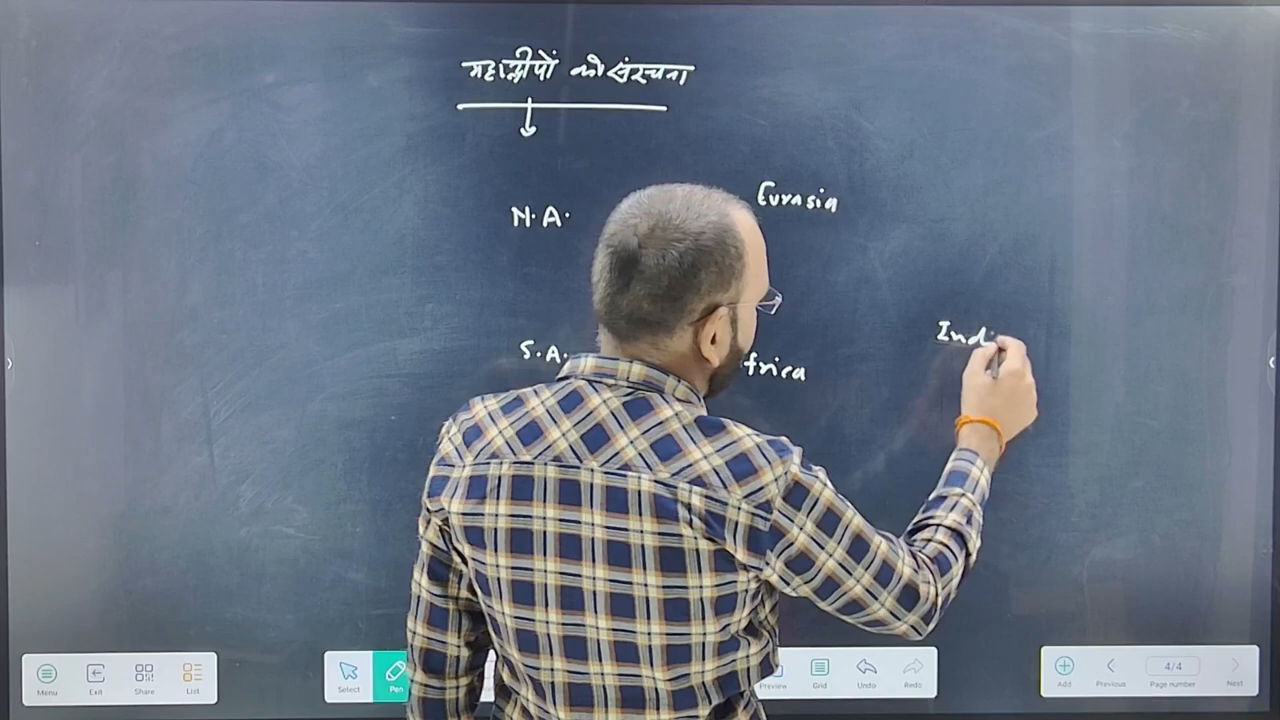 महाद्वीपों की संरचना
N.A.
Eurasia
S.A.
frica
Indi
Menu
Exit
Share
List
Select
Pen
Preview
Grid
Undo
Redo
Add
Previous
4/4
Page number
Next